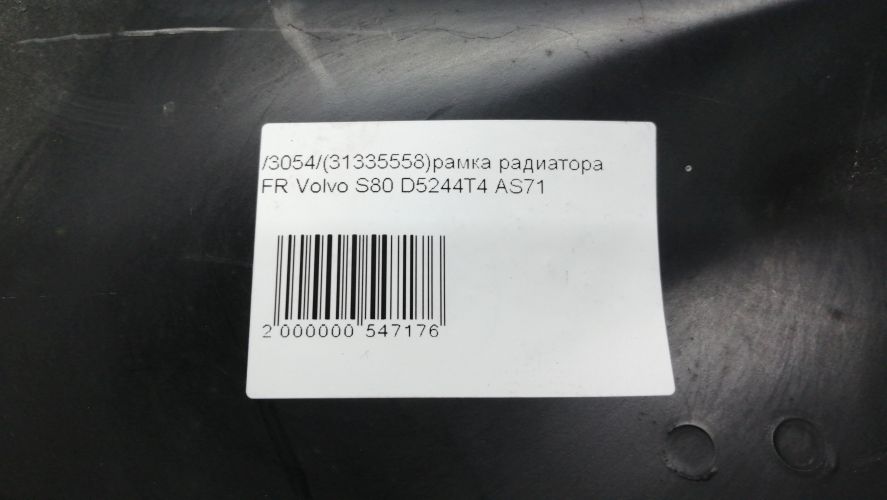 /3054/(31335558)рамка радиатора
FR Volvo S80 D5244T4 AS71
2 000000 547176